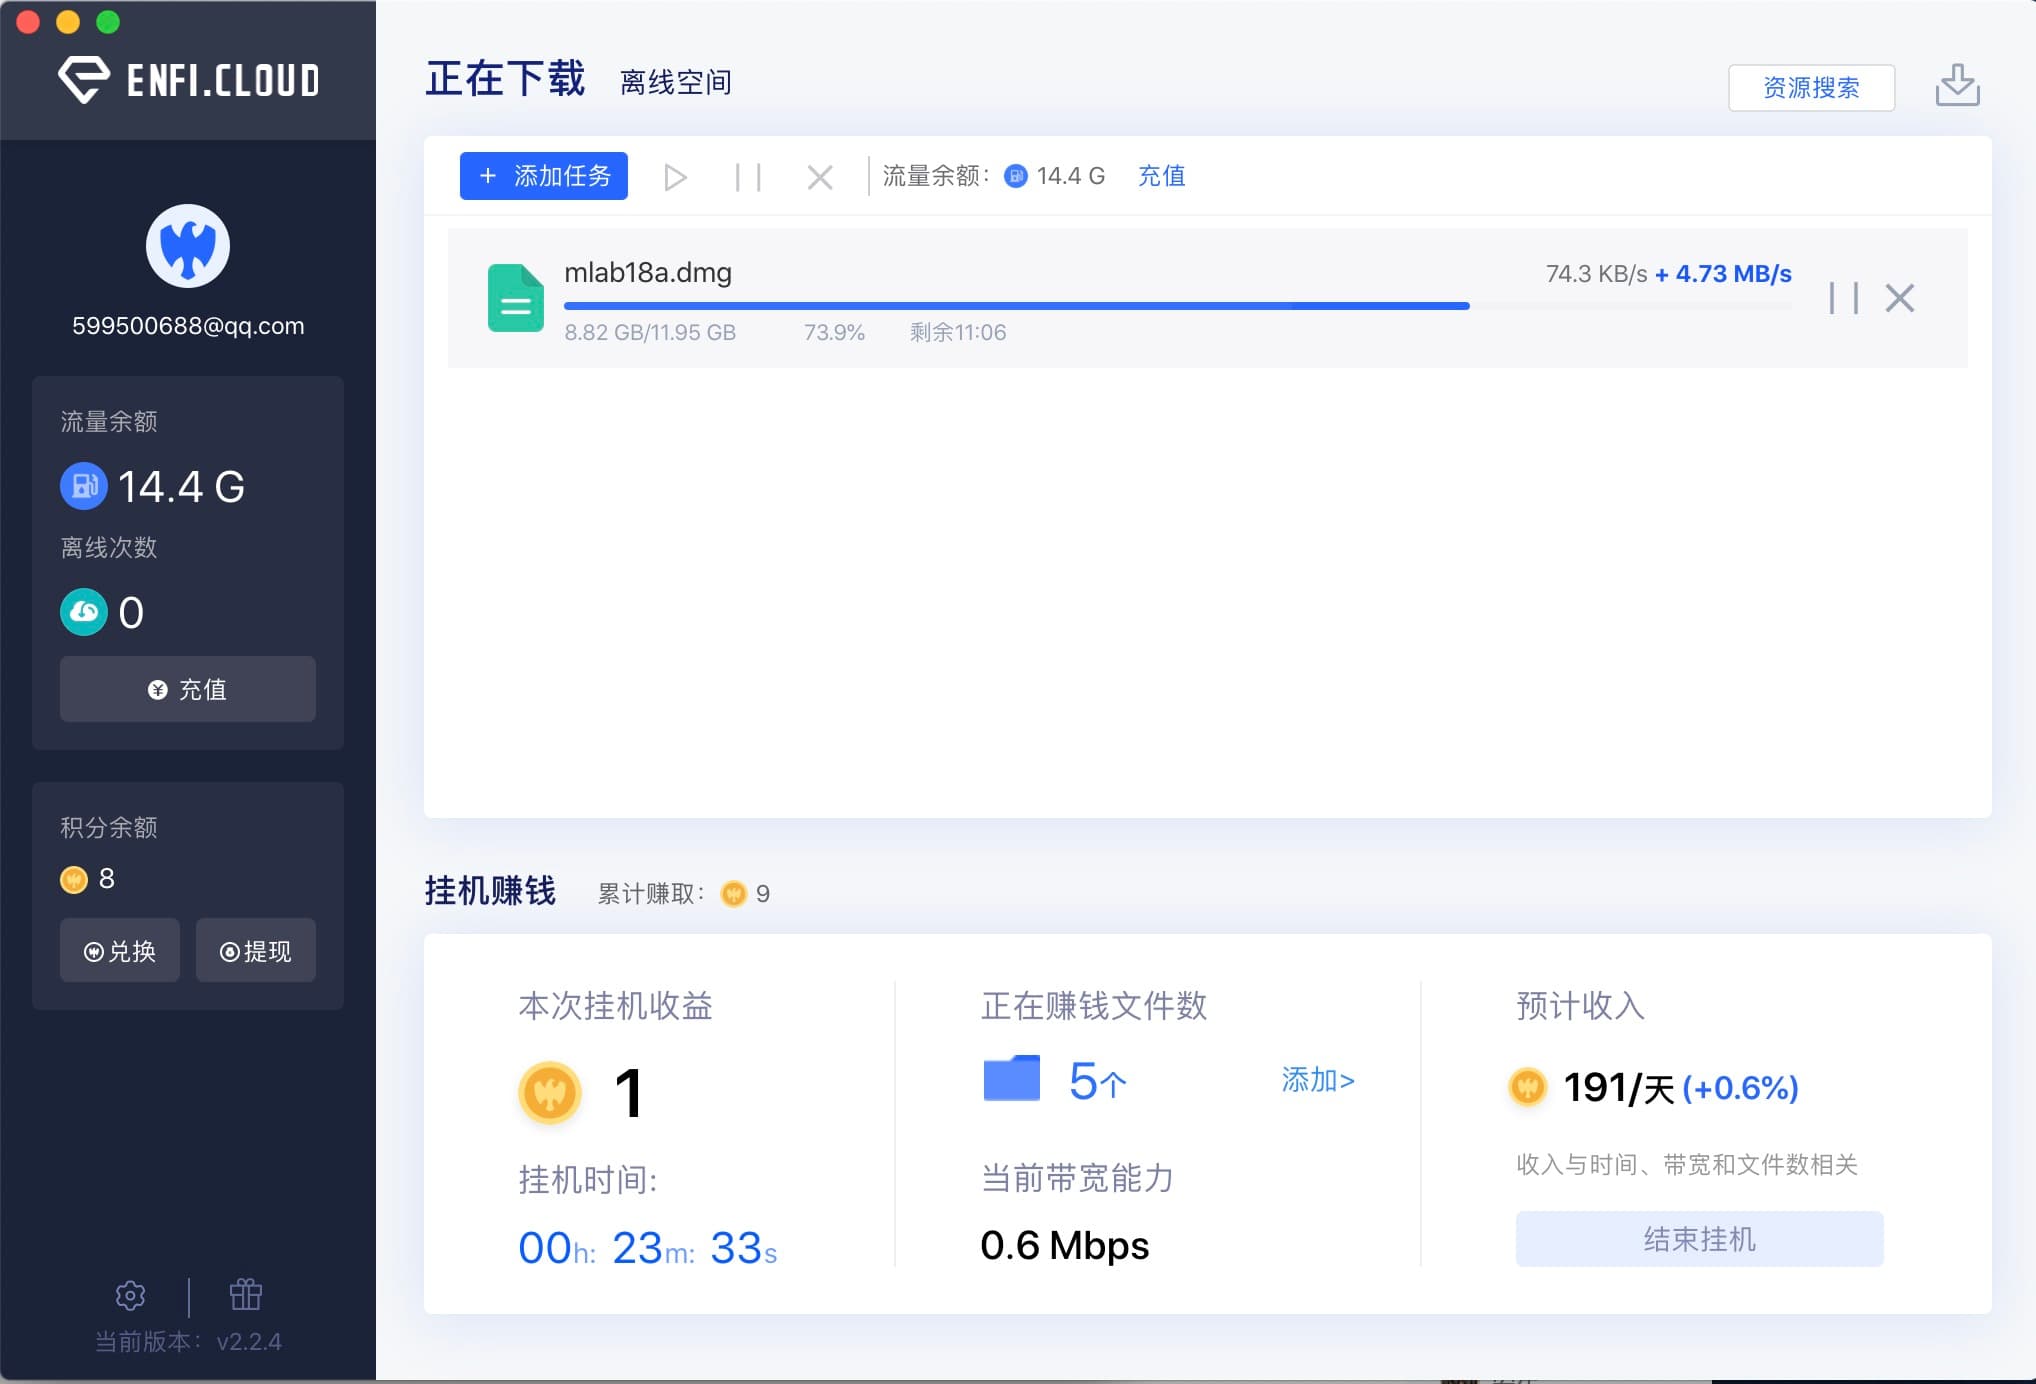 ENFI.CLOUD
599500688@qq.com
流量余额
14.4 G
离线次数
0
充值
积分余额
8
兑换
提现
当前版本：v2.2.4
正在下载 离线空间
资源搜索
+ 添加任务
流量余额：14.4 G 充值
mlab18a.dmg
74.3 KB/s + 4.73 MB/s
8.82 GB/11.95 GB 73.9% 剩余11:06
挂机赚钱 累计赚取：9
本次挂机收益
1
挂机时间:
00h: 23m: 33s
正在赚钱文件数
5个 添加>
当前带宽能力
0.6 Mbps
预计收入
191/天 (+0.6%)
收入与时间、带宽和文件数相关
结束挂机